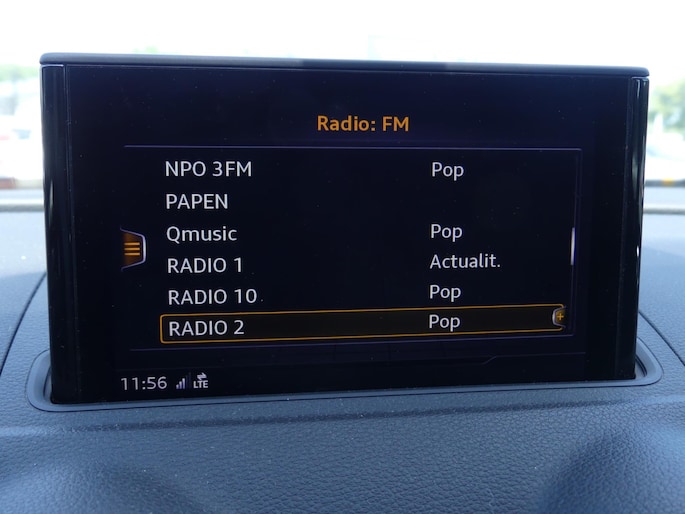 Radio: FM
NPO 3FM Pop
PAPEN
Qmusic Pop
RADIO 1 Actualit.
RADIO 10 Pop
RADIO 2 Pop
11:56 LTE